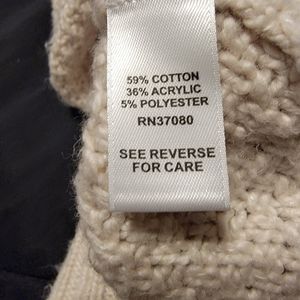 59% COTTON
36% ACRYLIC
5% POLYESTER
RN37080
SEE REVERSE
FOR CARE